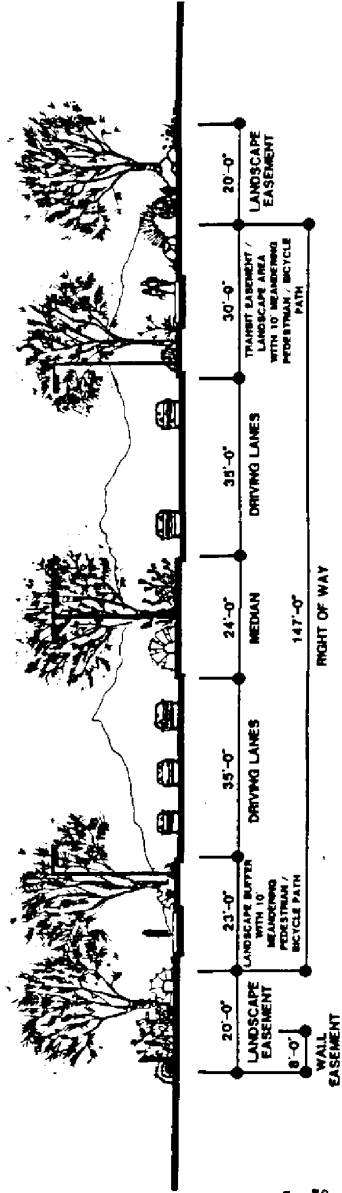 20'-0"
LANDSCAPE
EASEMENT
8'-0"
WALL
EASEMENT
23'-0"
LANDSCAPE BUFFER
WITH 10'
MEANDERING
PEDESTRIAN /
BICYCLE PATH
35'-0"
DRIVING LANES
24'-0"
MEDIAN
35'-0"
DRIVING LANES
30'-0"
TRANSIT EASEMENT /
LANDSCAPE AREA
WITH 10' MEANDERING
PEDESTRIAN / BICYCLE
PATH
20'-0"
LANDSCAPE
EASEMENT
147'-0"
RIGHT OF WAY